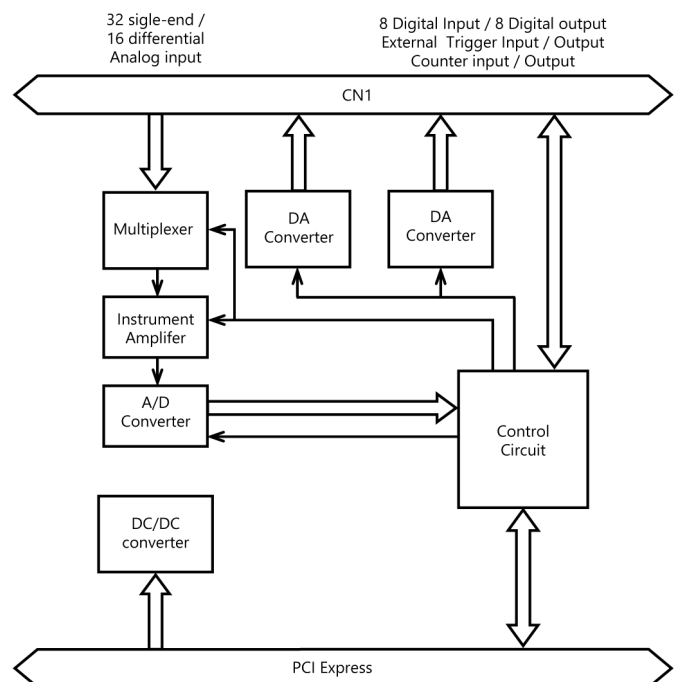 32 sigle-end /
16 differential
Analog input
8 Digital Input / 8 Digital output
External Trigger Input / Output
Counter input / Output
CN1
Multiplexer
DA
Converter
DA
Converter
Instrument
Amplifer
A/D
Converter
Control
Circuit
DC/DC
converter
PCI Express